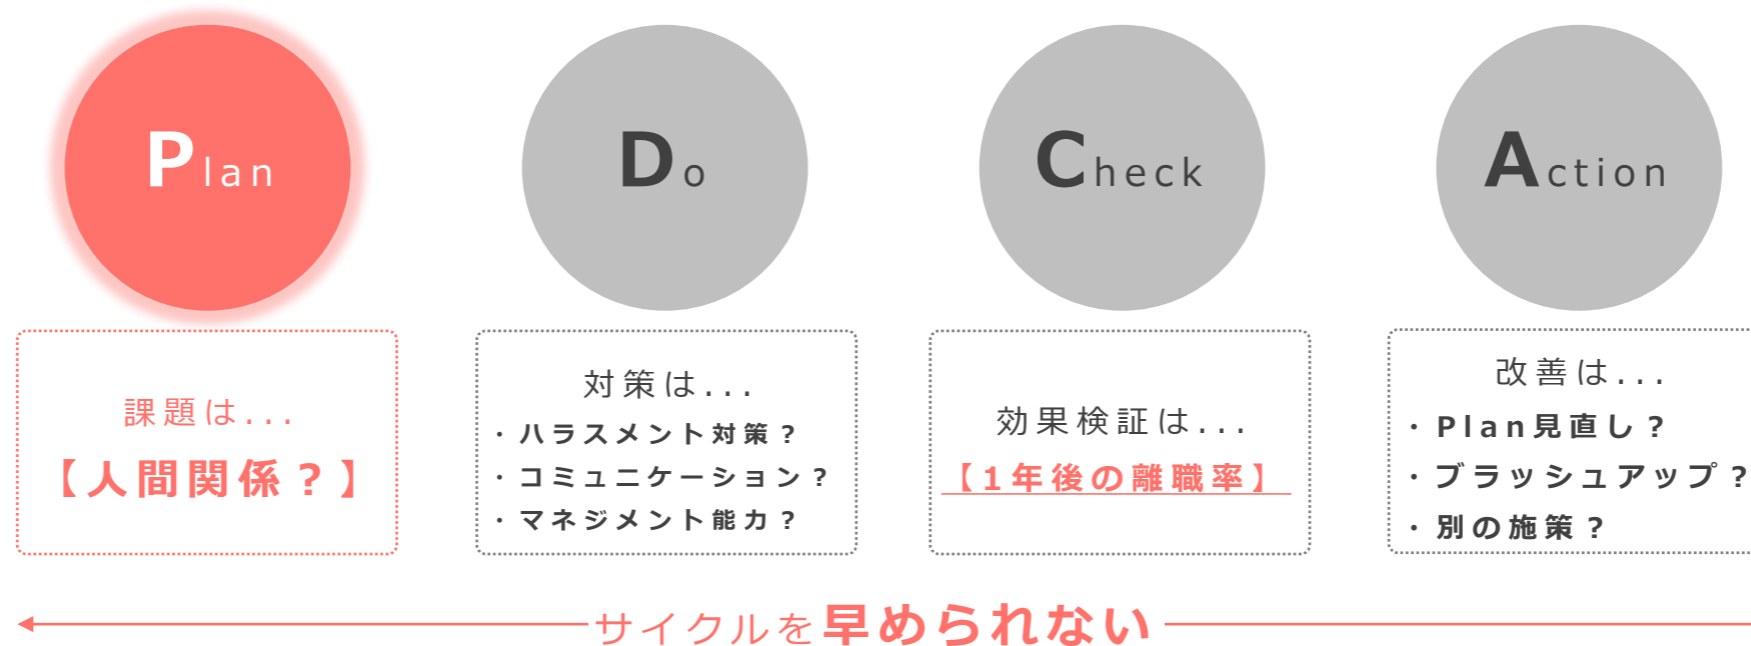 Plan
Do
Check
Action
課題は...
【人間関係？】
対策は...
・ハラスメント対策？
・コミュニケーション？
・マネジメント能力？
効果検証は...
【1年後の離職率】
改善は...
・Plan見直し？
・ブラッシュアップ？
・別の施策？
サイクルを早められない